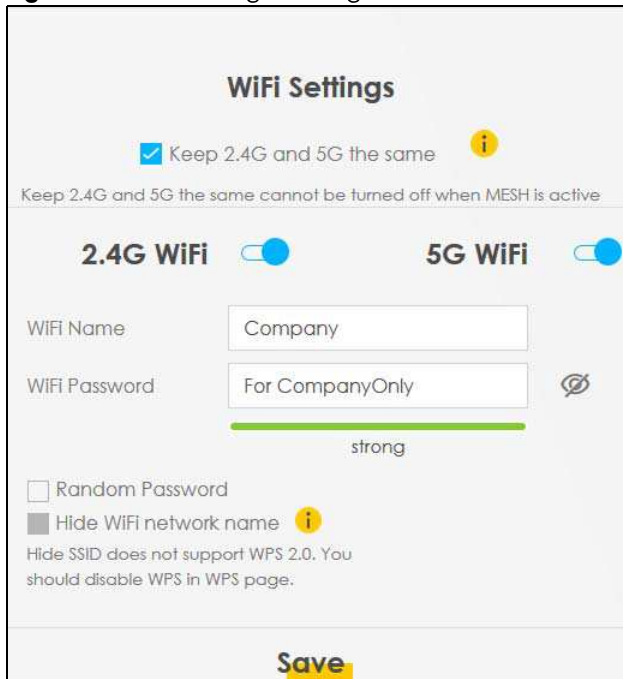 WiFi Settings
Keep 2.4G and 5G the same i
Keep 2.4G and 5G the same cannot be turned off when MESH is active
2.4G WiFi 5G WiFi
WiFi Name Company
WiFi Password For CompanyOnly
strong
Random Password
Hide WiFi network name i
Hide SSID does not support WPS 2.0. You
should disable WPS in WPS page.
Save